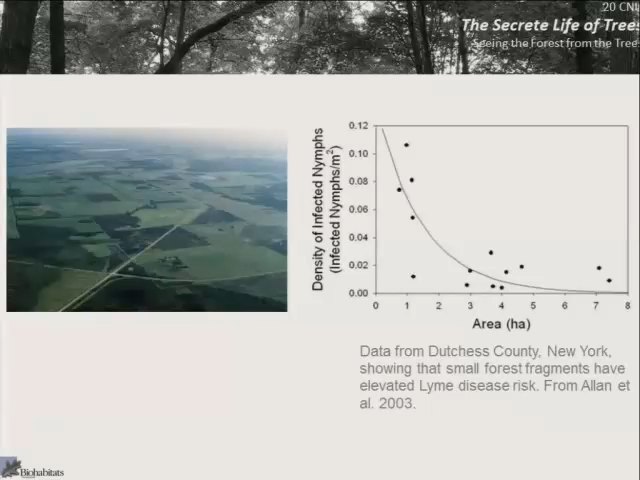 20 CNL
The Secrete Life of Trees
Seeing the Forest from the Trees
Density of Infected Nymphs
(Infected Nymphs/m²)
0.12
0.10
0.08
0.06
0.04
0.02
0.00
0 1 2 3 4 5 6 7 8
Area (ha)
Data from Dutchess County, New York,
showing that small forest fragments have
elevated Lyme disease risk. From Allan et
al. 2003.
Biohabitats